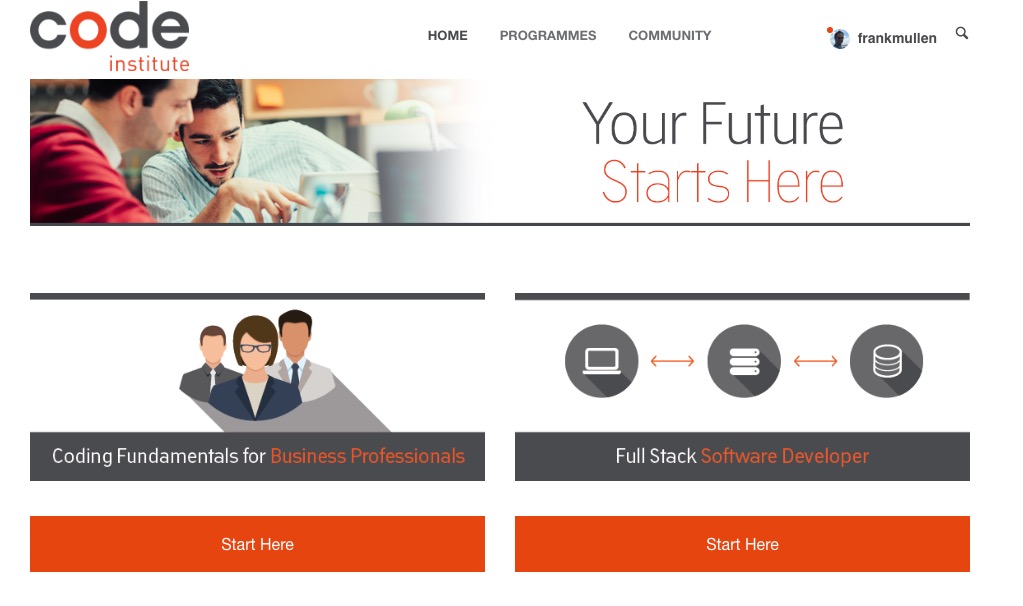 code
institute
HOME PROGRAMMES COMMUNITY
frankmullen
Your Future
Starts Here
Coding Fundamentals for Business Professionals
Full Stack Software Developer
Start Here
Start Here